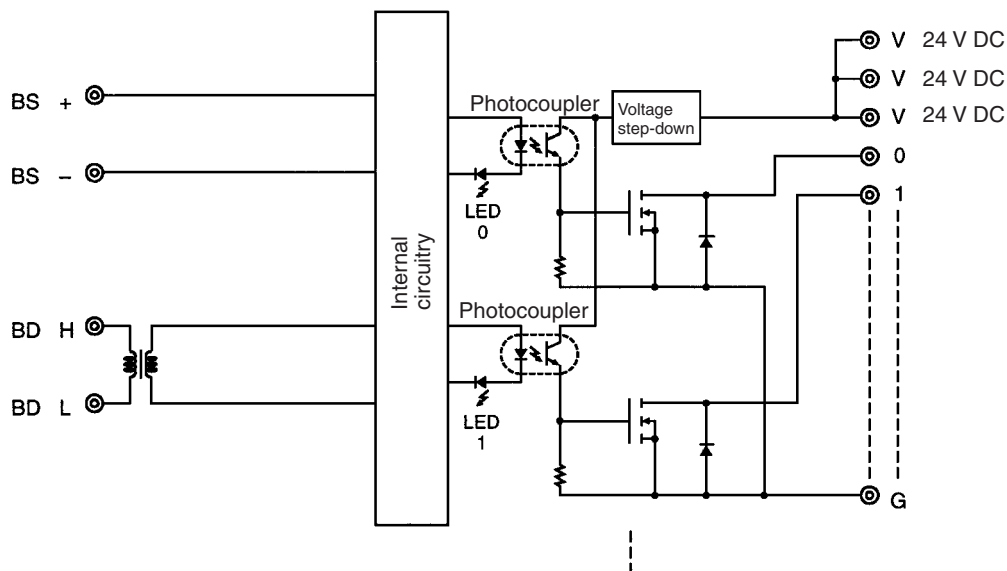 V 24 V DC
V 24 V DC
V 24 V DC
BS +
Photocoupler
Voltage
step-down
0
BS −
LED
0
1
Internal
circuitry
Photocoupler
BD H
BD L
LED
1
G